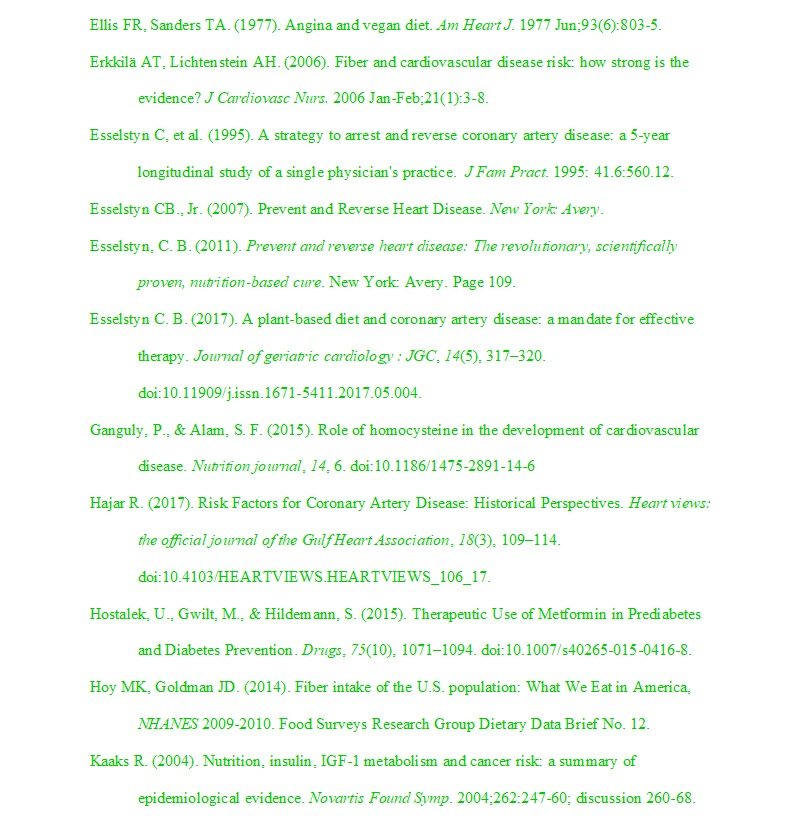 Ellis FR, Sanders TA. (1977). Angina and vegan diet. Am Heart J. 1977 Jun;93(6):803-5.
Erkkilä AT, Lichtenstein AH. (2006). Fiber and cardiovascular disease risk: how strong is the
evidence? J Cardiovasc Nurs. 2006 Jan-Feb;21(1):3-8.
Esselstyn C, et al. (1995). A strategy to arrest and reverse coronary artery disease: a 5-year
longitudinal study of a single physician's practice. J Fam Pract. 1995: 41.6:560.12.
Esselstyn CB., Jr. (2007). Prevent and Reverse Heart Disease. New York: Avery.
Esselstyn, C. B. (2011). Prevent and reverse heart disease: The revolutionary, scientifically
proven, nutrition-based cure. New York: Avery. Page 109.
Esselstyn C. B. (2017). A plant-based diet and coronary artery disease: a mandate for effective
therapy. Journal of geriatric cardiology : JGC, 14(5), 317–320.
doi:10.11909/j.issn.1671-5411.2017.05.004.
Ganguly, P., & Alam, S. F. (2015). Role of homocysteine in the development of cardiovascular
disease. Nutrition journal, 14, 6. doi:10.1186/1475-2891-14-6
Hajar R. (2017). Risk Factors for Coronary Artery Disease: Historical Perspectives. Heart views:
the official journal of the Gulf Heart Association, 18(3), 109–114.
doi:10.4103/HEARTVIEWS.HEARTVIEWS_106_17.
Hostalek, U., Gwilt, M., & Hildemann, S. (2015). Therapeutic Use of Metformin in Prediabetes
and Diabetes Prevention. Drugs, 75(10), 1071–1094. doi:10.1007/s40265-015-0416-8.
Hoy MK, Goldman JD. (2014). Fiber intake of the U.S. population: What We Eat in America,
NHANES 2009-2010. Food Surveys Research Group Dietary Data Brief No. 12.
Kaaks R. (2004). Nutrition, insulin, IGF-1 metabolism and cancer risk: a summary of
epidemiological evidence. Novartis Found Symp. 2004;262:247-60; discussion 260-68.